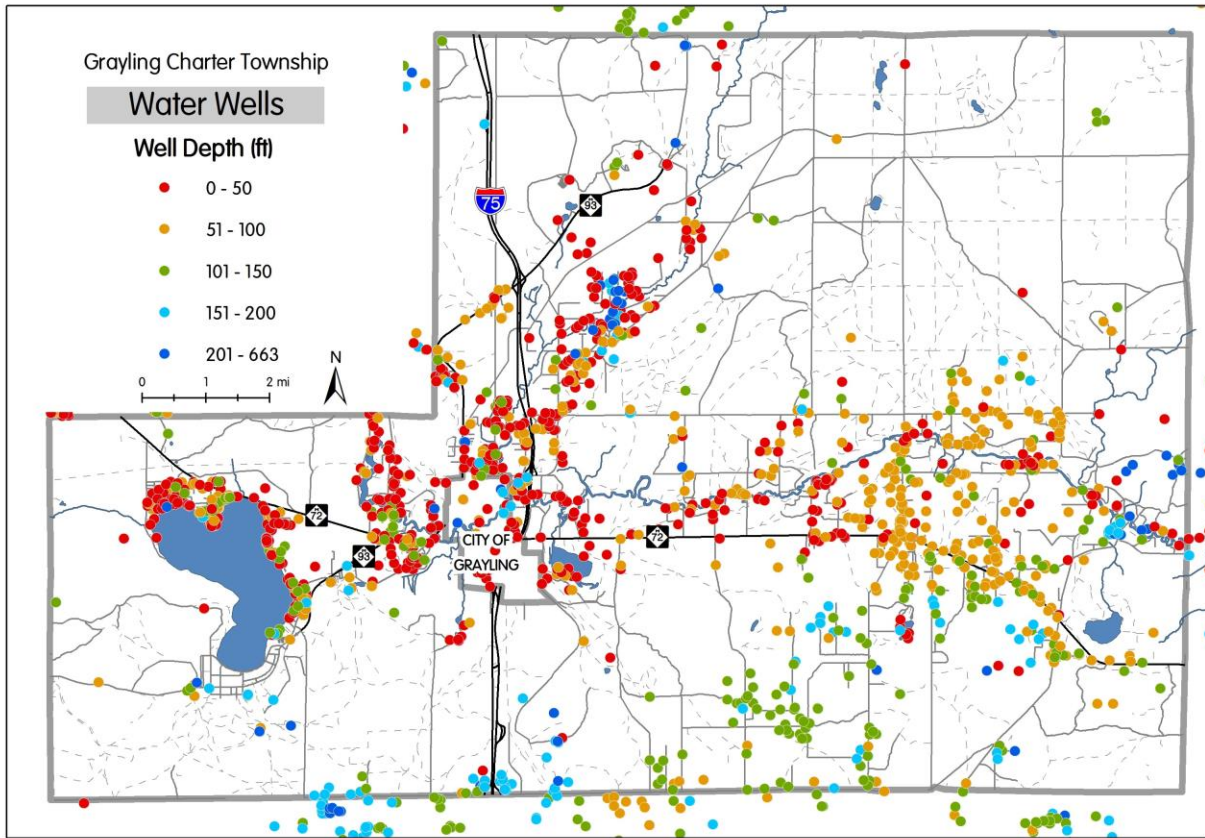 Grayling Charter Township
Water Wells
Well Depth (ft)
0 - 50
51 - 100
101 - 150
151 - 200
201 - 663
N
0 1 2 mi
75
93
72
93
72
CITY OF
GRAYLING